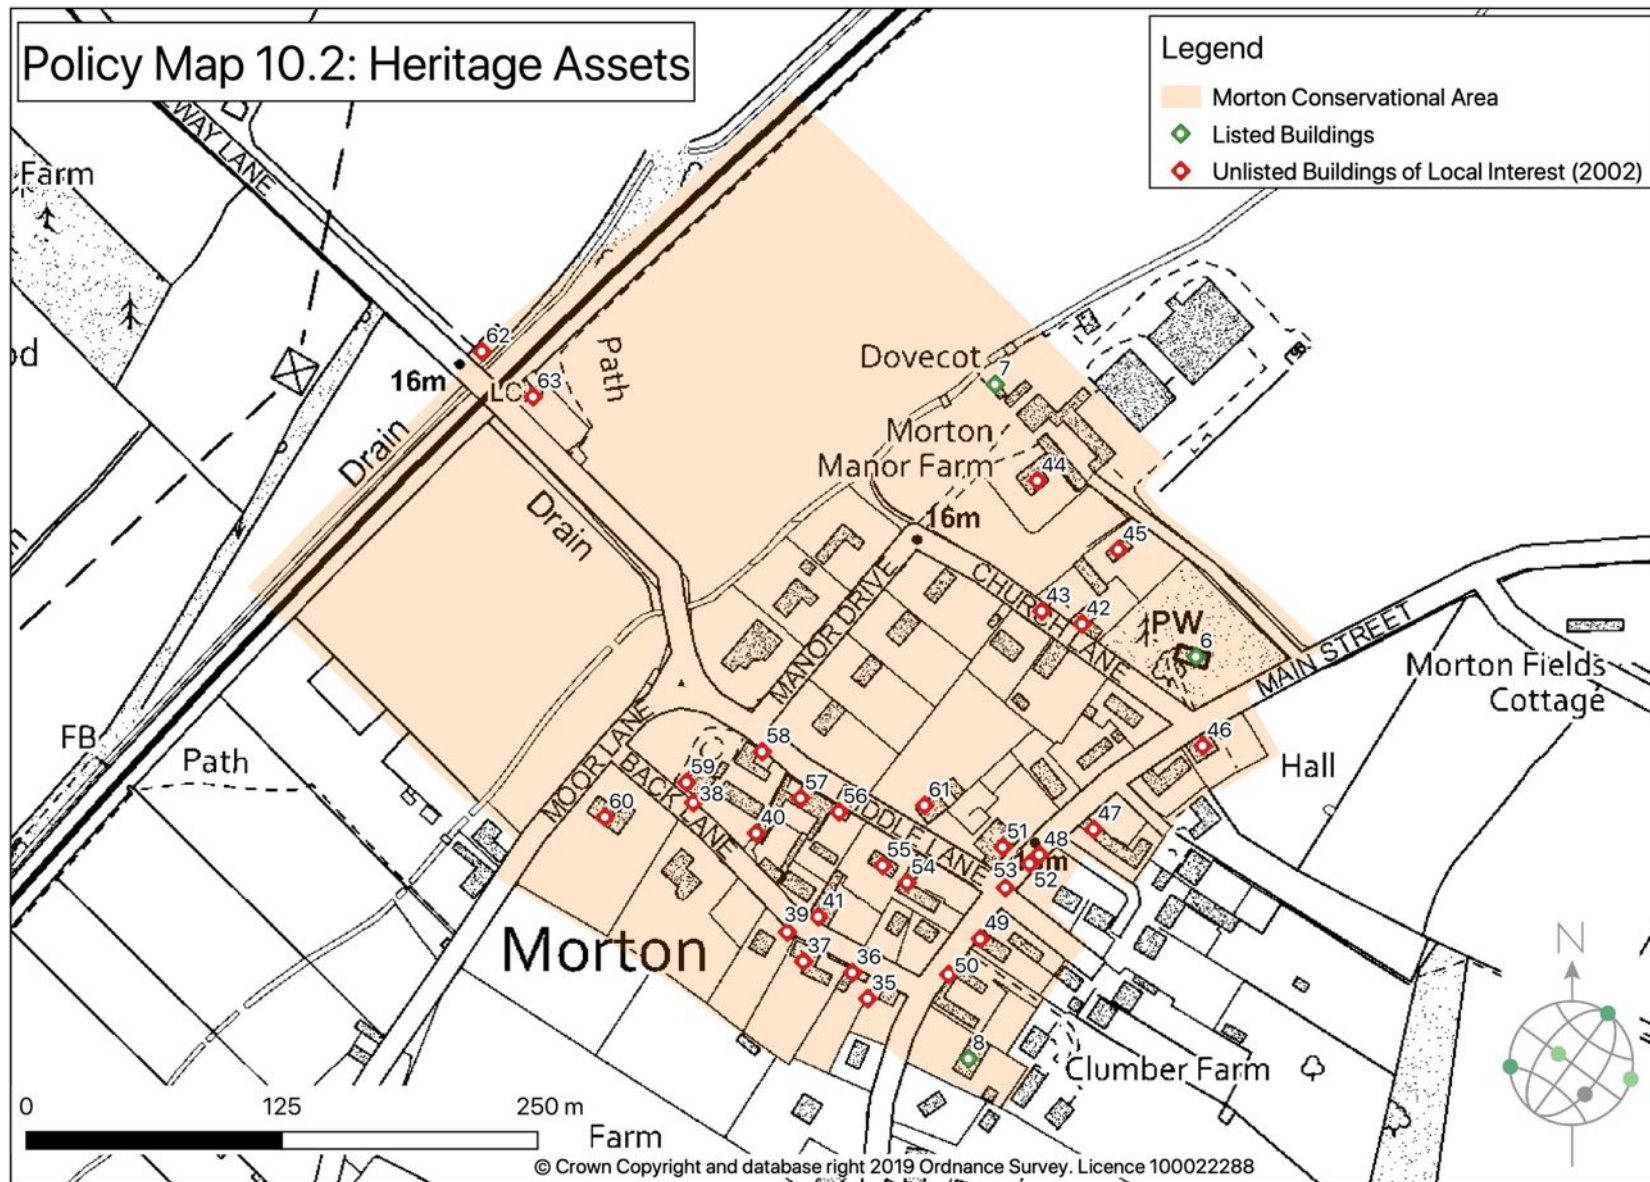 Policy Map 10.2: Heritage Assets
Legend
Morton Conservational Area
Listed Buildings
Unlisted Buildings of Local Interest (2002)
WAY LANE
Farm
62
16m
LC
63
Path
Drain
Drain
Dovecot
7
Morton
Manor Farm
44
16m
45
MANOR DRIVE
CHURCH LANE
43
42
PW
6
MAIN STREET
Morton Fields
Cottage
46
Hall
FB
Path
MOOR LANE
BACK LANE
58
59
38
57
56
61
60
40
DDLE LANE
51
48
47
55
54
53
52
41
39
49
37
36
50
35
Morton
8
Clumber Farm
N
0
125
250 m
Farm
© Crown Copyright and database right 2019 Ordnance Survey. Licence 100022288